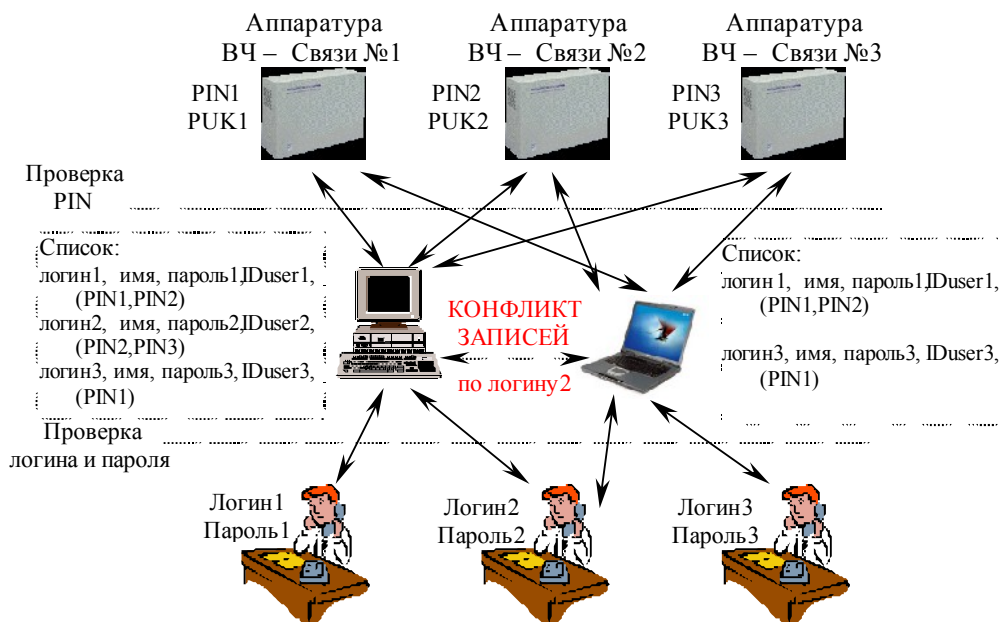 Аппаратура
ВЧ – Связи №1
Аппаратура
ВЧ – Связи №2
Аппаратура
ВЧ – Связи №3
PIN1
PUK1
PIN2
PUK2
PIN3
PUK3
Проверка
PIN
Список:
логин1, имя, пароль1,IDuser1,
(PIN1,PIN2)
логин2, имя, пароль2,IDuser2,
(PIN2,PIN3)
логин3, имя, пароль3, IDuser3,
(PIN1)
КОНФЛИКТ
ЗАПИСЕЙ
по логину2
Список:
логин1, имя, пароль1,IDuser1,
(PIN1,PIN2)
логин3, имя, пароль3, IDuser3,
(PIN1)
Проверка
логина и пароля
Логин1
Пароль1
Логин2
Пароль2
Логин3
Пароль3